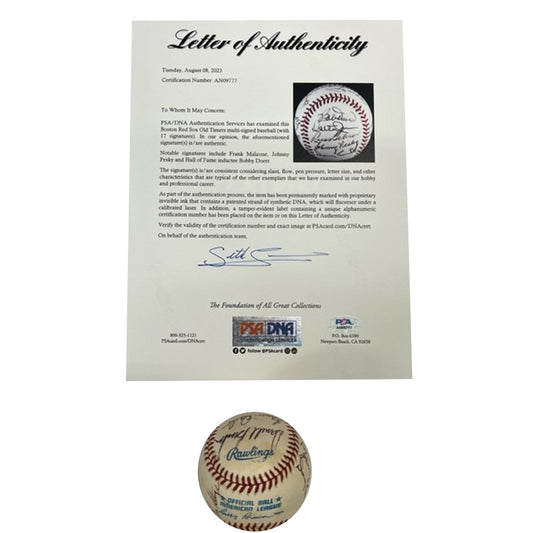 Letter of Authenticity
Tuesday, August 08, 2023
Certification Number AN09777
To Whom It May Concern:
PSA/DNA Authentication Services has examined this
Boston Red Sox Old Timers multi-signed baseball (with
17 signatures). In our opinion, the aforementioned
signature(s) is/are authentic.
Notable signatures include Frank Malzone, Johnny
Pesky and Hall of Fame inductee Bobby Doerr.
The signature(s) is/are consistent considering slant, flow, pen pressure, letter size, and other
characteristics that are typical of the other exemplars that we have examined in our hobby
and professional career.
As part of the authentication process, the item has been permanently marked with proprietary
invisible ink that contains a patented strand of synthetic DNA, which will fluoresce under a
calibrated laser. In addition, a tamper-evident label containing a unique alphanumeric
certification number has been placed on the item or on this Letter of Authenticity.
Verify the validity of the certification number and exact image at PSAcard.com/DNAcert.
On behalf of the authentication team,
The Foundation of All Great Collections
800-325-1121
PSAcard.com/DNAcert
PSA/DNA
AUTHENTICATION SERVICES
follow @PSAcard
PSA
AN09777
P.O. Box 6180
Newport Beach, CA 92658
Rawlings
OFFICIAL BALL
AMERICAN LEAGUE
Bobby Brown